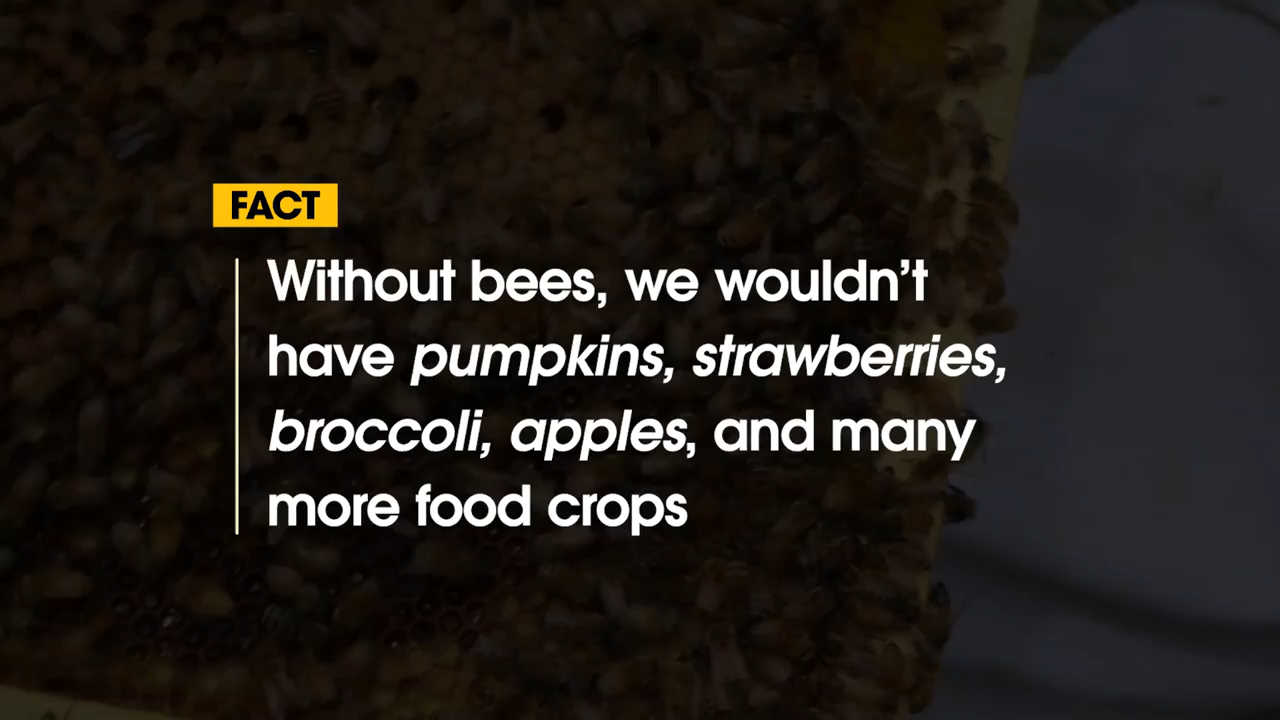 FACT
Without bees, we wouldn’t
have pumpkins, strawberries,
broccoli, apples, and many
more food crops